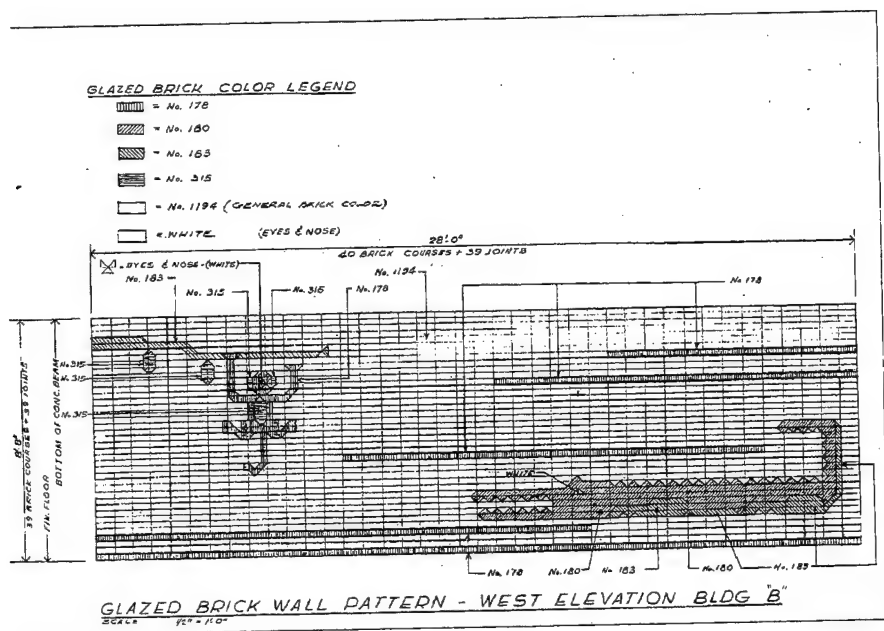 GLAZED BRICK COLOR LEGEND
= No. 178
= No. 180
= No. 183
= No. 315
= No. 1194 (GENERAL BRICK COLOR)
= WHITE (EYES & NOSE)
28'-0"
40 BRICK COURSES + 39 JOINTS
= EYES & NOSE-(WHITE)
No. 183
No. 315
No. 315
No. 178
No. 1194
No. 178
No. 315
No. 315
No. 315
39 BRICK COURSES + 39 JOINTS
FIN. FLOOR
BOTTOM OF CONC. BEAM
WHITE
No. 178
No. 180
No. 183
No. 180
No. 183
GLAZED BRICK WALL PATTERN - WEST ELEVATION BLDG "B"
SCALE 1/2" = 1'-0"